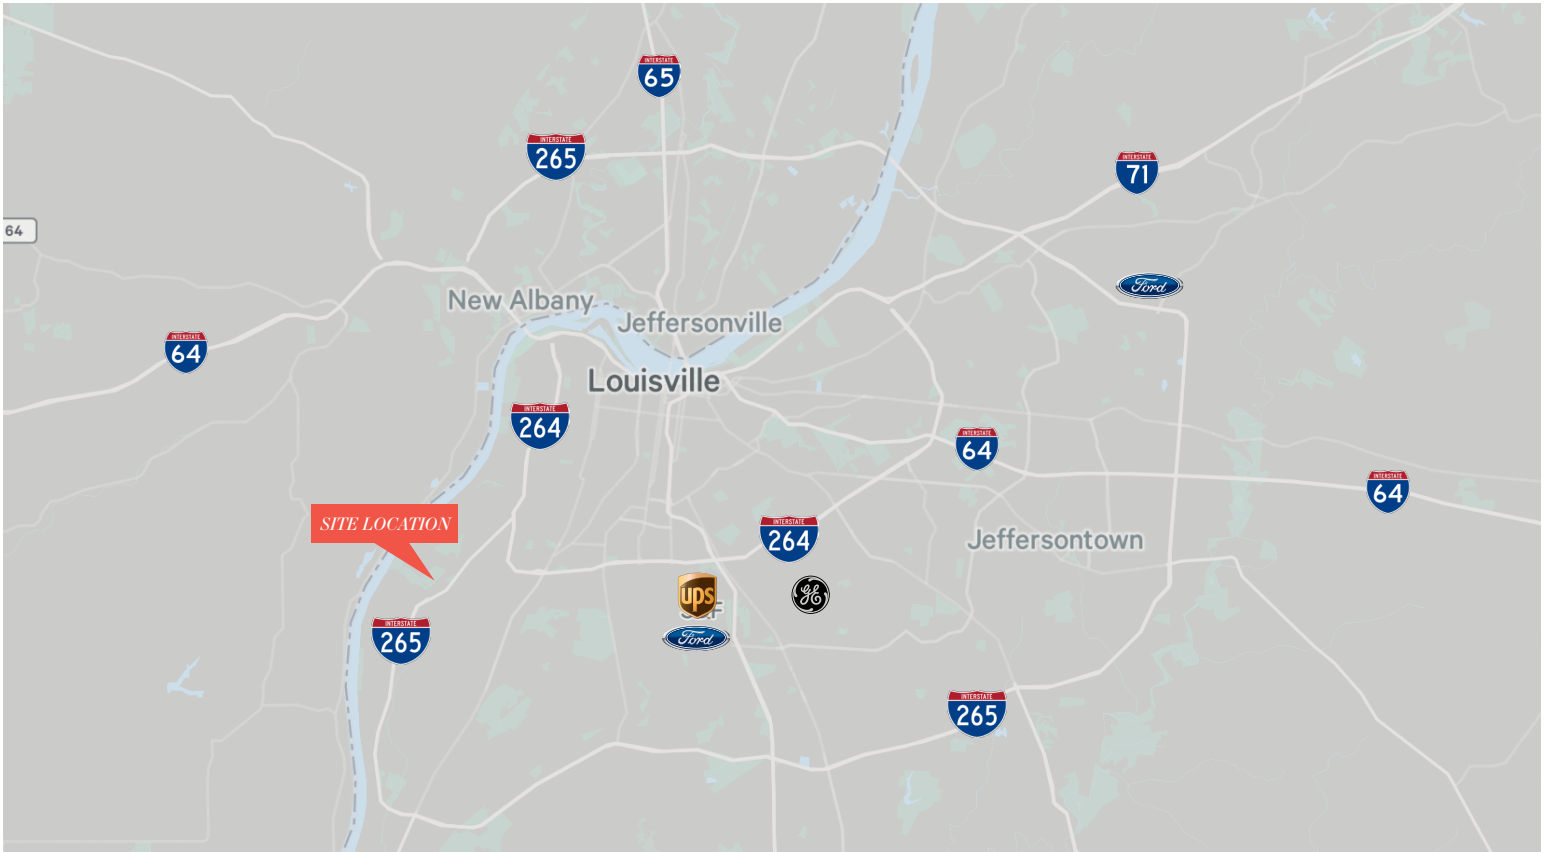 INTERSTATE
65
INTERSTATE
265
INTERSTATE
71
64
Ford
New Albany
Jeffersonville
INTERSTATE
64
Louisville
INTERSTATE
264
INTERSTATE
64
INTERSTATE
64
SITE LOCATION
INTERSTATE
264
Jeffersontown
ups
GE
Ford
INTERSTATE
265
INTERSTATE
265